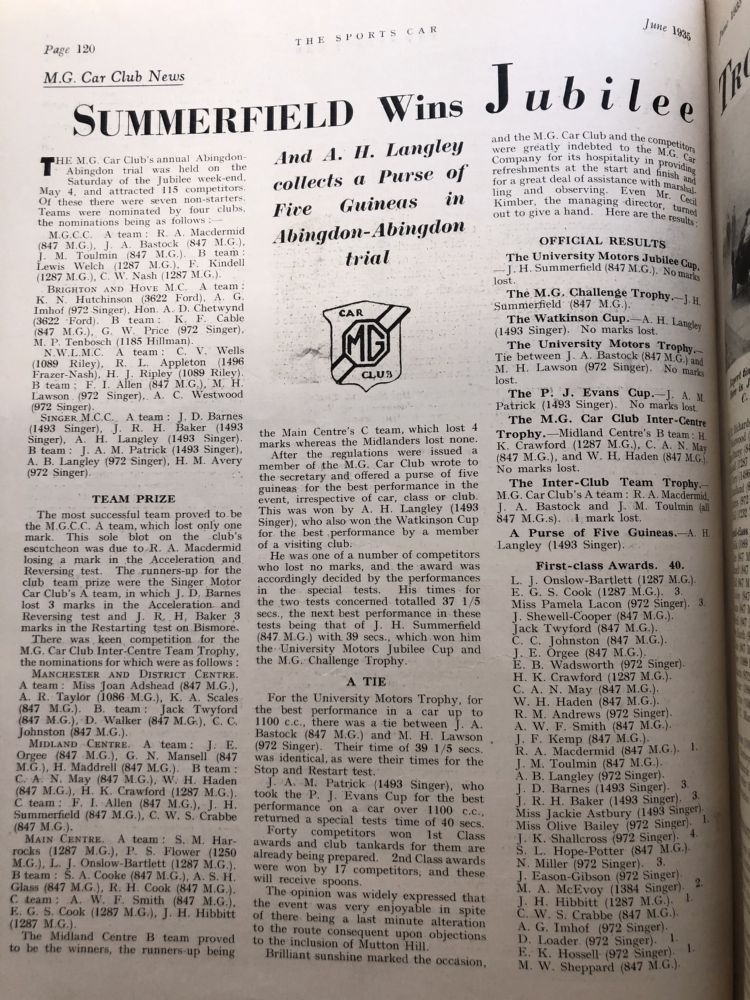 Page 120
THE SPORTS CAR
June 1935
M.G. Car Club News
SUMMERFIELD Wins Jubilee
THE M.G. Car Club's annual Abingdon-
Abingdon trial was held on the
Saturday of the Jubilee week-end,
May 4, and attracted 115 competitors.
Of these there were seven non-starters.
Teams were nominated by four clubs,
the nominations being as follows :—
M.G.C.C. A team : R. A. Macdermid
(847 M.G.), J. A. Bastock (847 M.G.),
J. M. Toulmin (847 M.G.). B team :
Lewis Welch (1287 M.G.), F. Kindell
(1287 M.G.), C. W. Nash (1287 M.G.).
BRIGHTON AND HOVE M.C. A team :
K. N. Hutchinson (3622 Ford), A. G.
Imhof (972 Singer), Hon. A. D. Chetwynd
(3622 Ford). B team : K. F. Cable
(847 M.G.), G. W. Price (972 Singer),
M. P. Tenbosch (1185 Hillman).
N.W.L.M.C. A team : C. V. Wells
(1089 Riley), R. L. Appleton (1496
Frazer-Nash), H. J. Ripley (1089 Riley).
B team : F. I. Allen (847 M.G.), M. H.
Lawson (972 Singer), A. C. Westwood
(972 Singer).
SINGER M.C.C. A team : J. D. Barnes
(1493 Singer), J. R. H. Baker (1493
Singer), A. H. Langley (1493 Singer).
B team : J. A. M. Patrick (1493 Singer),
A. B. Langley (972 Singer), H. M. Avery
(972 Singer).
TEAM PRIZE
The most successful team proved to be
the M.G.C.C. A team, which lost only one
mark. This sole blot on the club's
escutcheon was due to R. A. Macdermid
losing a mark in the Acceleration and
Reversing test. The runners-up for the
club team prize were the Singer Motor
Car Club's A team, in which J. D. Barnes
lost 3 marks in the Acceleration and
Reversing test and J. R. H. Baker 3
marks in the Restarting test on Bismore.
There was keen competition for the
M.G. Car Club Inter-Centre Team Trophy,
the nominations for which were as follows :
MANCHESTER AND DISTRICT CENTRE.
A team : Miss Joan Adshead (847 M.G.),
A. R. Taylor (1086 M.G.), K. A. Scales
(847 M.G.). B. team : Jack Twyford
(847 M.G.), D. Walker (847 M.G.), C. C.
Johnston (847 M.G.).
MIDLAND CENTRE. A team : J. E.
Orgee (847 M.G.), G. N. Mansell (847
M.G.), H. Maddrell (847 M.G.). B team :
C. A. N. May (847 M.G.), W. H. Haden
(847 M.G.), H. K. Crawford (1287 M.G.).
C team : F. I. Allen (847 M.G.), J. H.
Summerfield (847 M.G.), C. W. S. Crabbe
(847 M.G.).
MAIN CENTRE. A team : S. M. Har-
rocks (1287 M.G.), P. S. Flower (1250
M.G.), L. J. Onslow-Bartlett (1287 M.G.).
B team : S. A. Cooke (847 M.G.), A. S. H.
Glass (847 M.G.), R. H. Cook (847 M.G.).
C team : A. W. F. Smith (847 M.G.),
E. G. S. Cook (1287 M.G.), J. H. Hibbitt
(1287 M.G.).
The Midland Centre B team proved
to be the winners, the runners-up being
And A. H. Langley
collects a Purse of
Five Guineas in
Abingdon-Abingdon
trial
CAR
MG
CLUB
the Main Centre's C team, which lost 4
marks whereas the Midlanders lost none.
After the regulations were issued a
member of the M.G. Car Club wrote to
the secretary and offered a purse of five
guineas for the best performance in the
event, irrespective of car, class or club.
This was won by A. H. Langley (1493
Singer), who also won the Watkinson Cup
for the best performance by a member
of a visiting club.
He was one of a number of competitors
who lost no marks, and the award was
accordingly decided by the performances
in the special tests. His times for
the two tests concerned totalled 37 1/5
secs., the next best performance in these
tests being that of J. H. Summerfield
(847 M.G.) with 39 secs., which won him
the University Motors Jubilee Cup and
the M.G. Challenge Trophy.
A TIE
For the University Motors Trophy, for
the best performance in a car up to
1100 c.c., there was a tie between J. A.
Bastock (847 M.G.) and M. H. Lawson
(972 Singer). Their time of 39 1/5 secs.
was identical, as were their times for the
Stop and Restart test.
J. A. M. Patrick (1493 Singer), who
took the P. J. Evans Cup for the best
performance on a car over 1100 c.c.,
returned a special tests time of 40 secs.
Forty competitors won 1st Class
awards and club tankards for them are
already being prepared. 2nd Class awards
were won by 17 competitors, and these
will receive spoons.
The opinion was widely expressed that
the event was very enjoyable in spite
of there being a last minute alteration
to the route consequent upon objections
to the inclusion of Mutton Hill.
Brilliant sunshine marked the occasion,
and the M.G. Car Club and the competitors
were greatly indebted to the M.G. Car
Company for its hospitality in providing
refreshments at the start and finish and
for a great deal of assistance with marshal-
ling and observing. Even Mr. Cecil
Kimber, the managing director, turned
out to give a hand. Here are the results :
OFFICIAL RESULTS
The University Motors Jubilee Cup.
—J. H. Summerfield (847 M.G.). No marks
lost.
The M.G. Challenge Trophy.—J. H.
Summerfield (847 M.G.).
The Watkinson Cup.—A. H. Langley
(1493 Singer). No marks lost.
The University Motors Trophy.—
Tie between J. A. Bastock (847 M.G.) and
M. H. Lawson (972 Singer). No marks
lost.
The P. J. Evans Cup.—J. A. M.
Patrick (1493 Singer). No marks lost.
The M.G. Car Club Inter-Centre
Trophy.—Midland Centre's B team : H.
K. Crawford (1287 M.G.), C. A. N. May
(847 M.G.), and W. H. Haden (847 M.G.).
No marks lost.
The Inter-Club Team Trophy.—
M.G. Car Club's A team : R. A. Macdermid,
J. A. Bastock and J. M. Toulmin (all
847 M.G.s). 1 mark lost.
A Purse of Five Guineas.—A. H.
Langley (1493 Singer).
First-class Awards. 40.
L. J. Onslow-Bartlett (1287 M.G.).
E. G. S. Cook (1287 M.G.). 3.
Miss Pamela Lacon (972 Singer). 3.
J. Shewell-Cooper (847 M.G.).
Jack Twyford (847 M.G.).
C. C. Johnston (847 M.G.).
J. E. Orgee (847 M.G.).
E. B. Wadsworth (972 Singer).
H. K. Crawford (1287 M.G.).
C. A. N. May (847 M.G.).
W. H. Haden (847 M.G.).
R. M. Andrews (972 Singer).
A. W. F. Smith (847 M.G.).
J. F. Kemp (847 M.G.).
R. A. Macdermid (847 M.G.). 1.
J. M. Toulmin (847 M.G.).
A. B. Langley (972 Singer).
J. D. Barnes (1493 Singer). 3.
J. R. H. Baker (1493 Singer). 3.
Miss Jackie Astbury (1493 Singer).
Miss Olive Bailey (972 Singer). 1.
J. K. Shallcross (972 Singer). 4.
S. L. Hope-Potter (847 M.G.).
N. Miller (972 Singer). 3.
J. Eason-Gibson (972 Singer).
M. A. McEvoy (1384 Singer). 2.
J. H. Hibbitt (1287 M.G.). 1.
C. W. S. Crabbe (847 M.G.).
A. G. Imhof (972 Singer).
D. Loader (972 Singer). 1.
E. K. Hossell (972 Singer). 1.
M. W. Sheppard (847 M.G.).